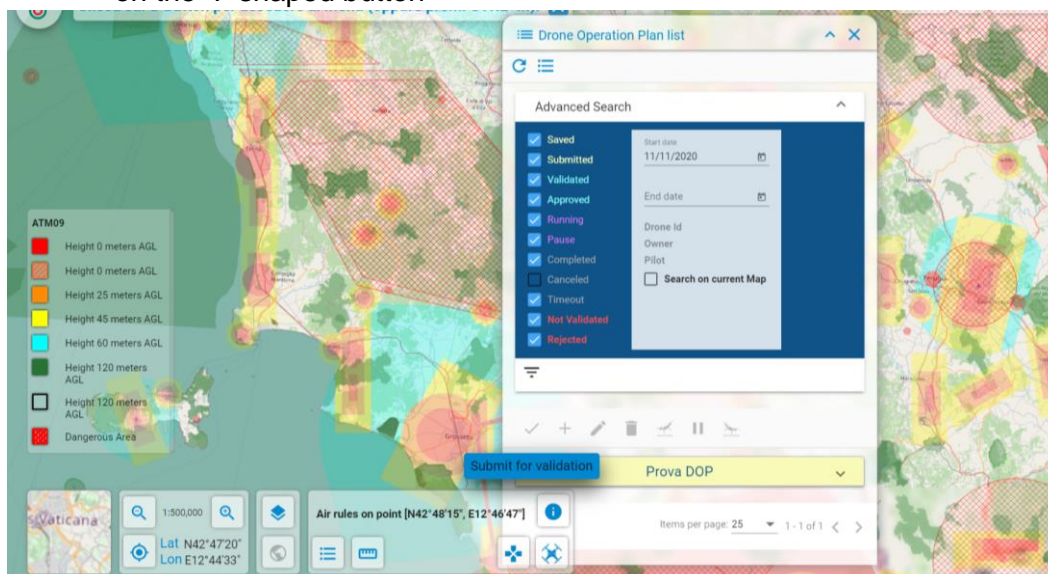 Drone Operation Plan list
Advanced Search
Saved
Submitted
Validated
Approved
Running
Pause
Completed
Canceled
Timeout
Not Validated
Rejected
Start date
11/11/2020
End date
Drone Id
Owner
Pilot
Search on current Map
ATM09
Height 0 meters AGL
Height 0 meters AGL
Height 25 meters AGL
Height 45 meters AGL
Height 60 meters AGL
Height 120 meters
AGL
Height 120 meters
AGL
Dangerous Area
Submit for validation
Prova DOP
Items per page: 25 1 - 1 of 1
Vaticana
1:500,000
Lat N42°47'20"
Lon E12°44'33"
Air rules on point [N42°48'15", E12°46'47"]